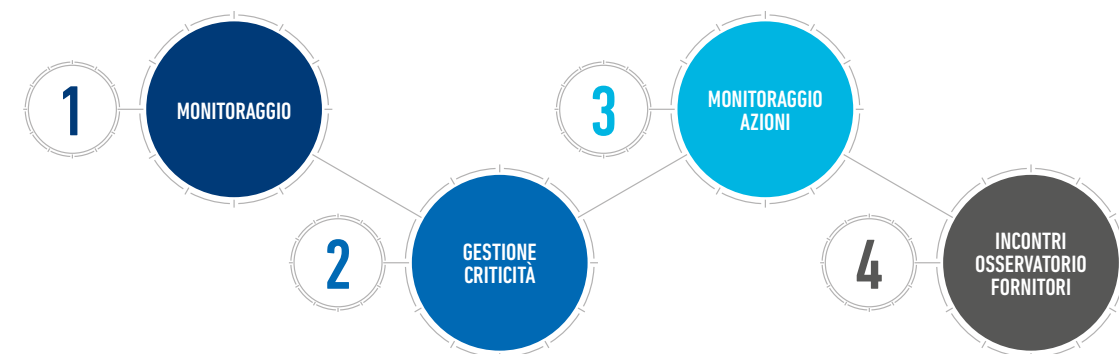 1
MONITORAGGIO
2
GESTIONE
CRITICITÀ
3
MONITORAGGIO
AZIONI
4
INCONTRI
OSSERVATORIO
FORNITORI